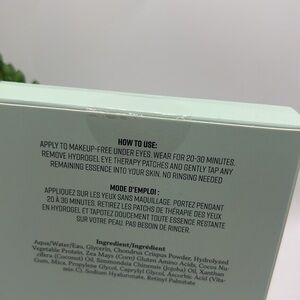 HOW TO USE:
APPLY TO MAKEUP-FREE UNDER EYES. WEAR FOR 20-30 MINUTES.
REMOVE HYDROGEL EYE THERAPY PATCHES AND GENTLY TAP ANY
REMAINING ESSENCE INTO YOUR SKIN, NO RINSING NEEDED
MODE D'EMPLOI :
APPLIQUEZ SUR LES YEUX SANS MAQUILLAGE. PORTEZ PENDANT
20 À 30 MINUTES. RETIREZ LES PATCHS DE THERAPIE DES YEUX
EN HYDROGEL ET TAPOTEZ DOUCEMENT TOUTE ESSENCE RESTANTE
SUR VOTRE PEAU, PAS BESOIN DE RINCER.
Ingredient/Ingrédient
Aqua/Water/Eau, Glycerin, Chondrus Crispus Powder, Hydrolyzed
Vegetable Protein, Zea Mays (Corn) Gluten Amino Acids, Cocos Nu-
cifera (Coconut) Oil, Simmondsia Chinensis (Jojoba) Oil, Xanthan
Gum, Mica, Propylene Glycol, Caprylyl Glycol, Ascorbic Acid (Vita-
min C), Sodium Hyaluronate, Retinyl Palmitate